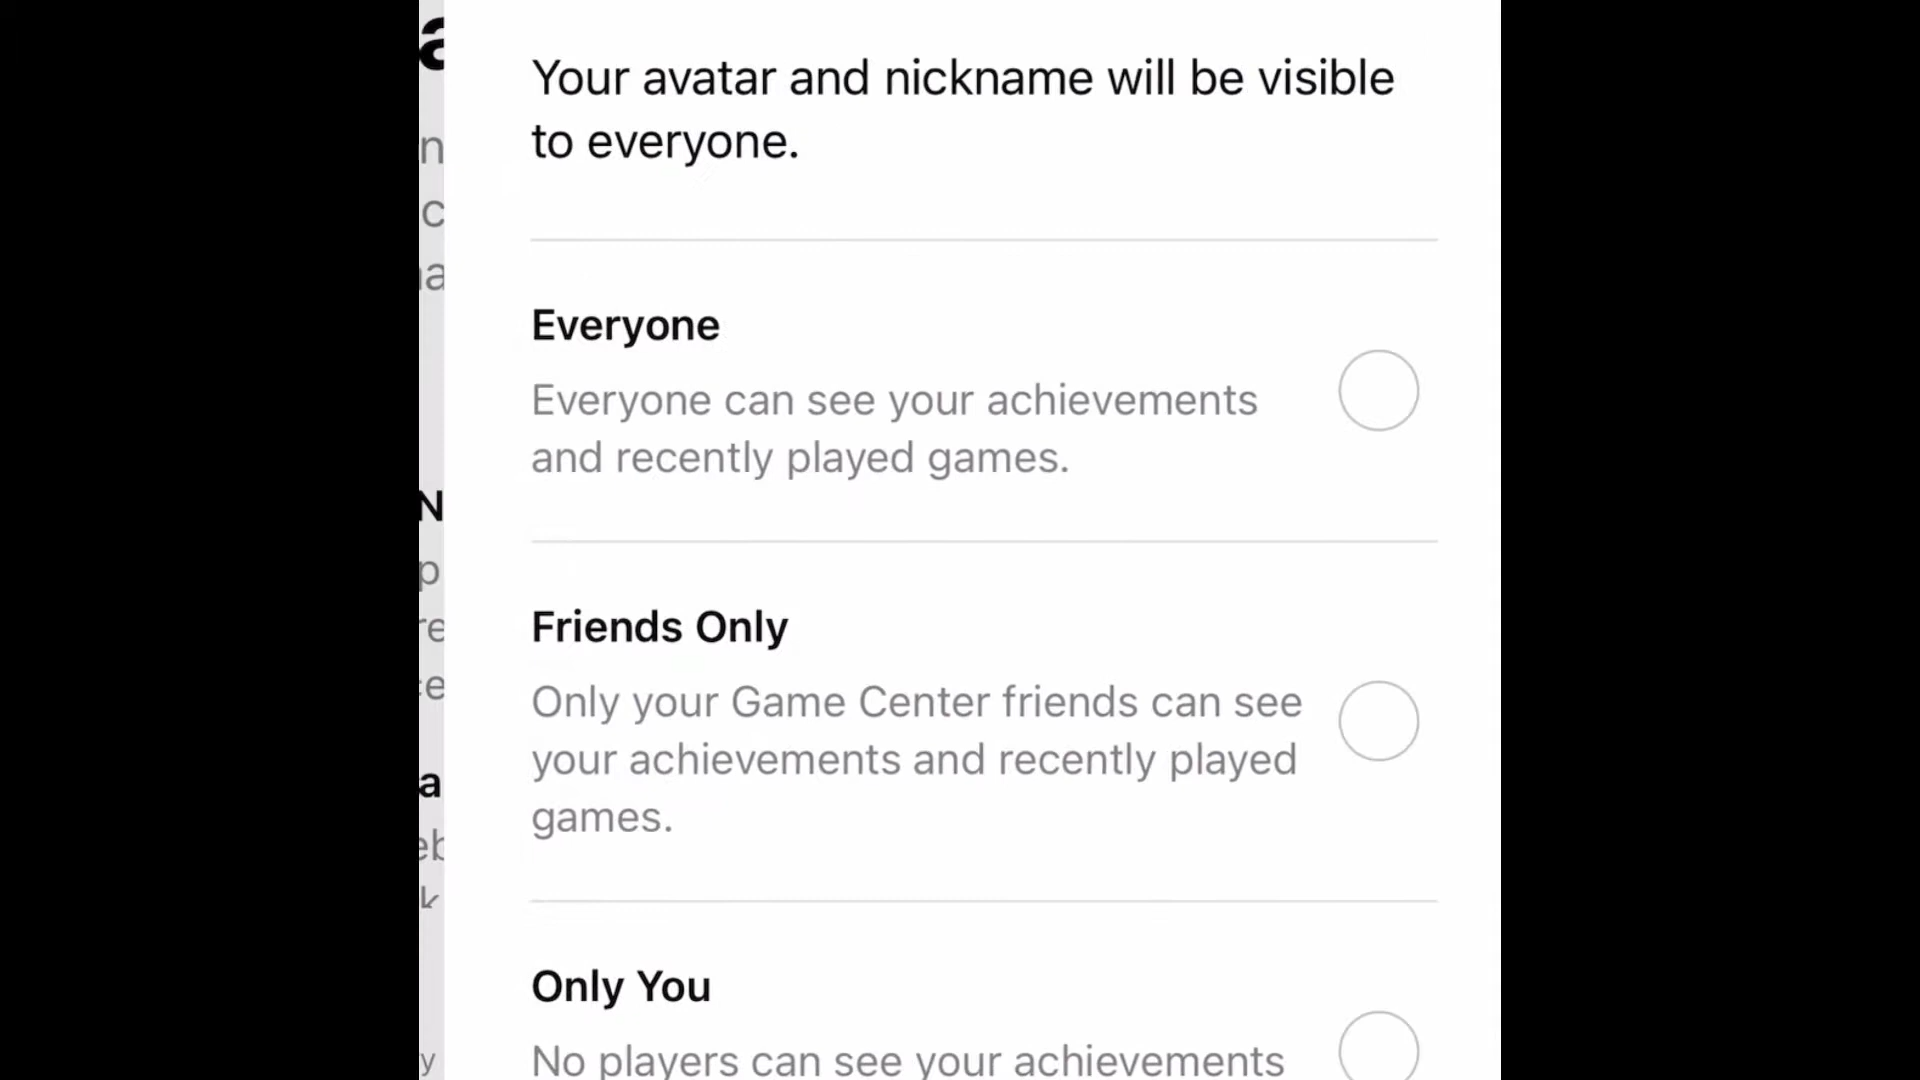 Your avatar and nickname will be visible
to everyone.
Everyone
Everyone can see your achievements
and recently played games.
Friends Only
Only your Game Center friends can see
your achievements and recently played
games.
Only You
No players can see your achievements